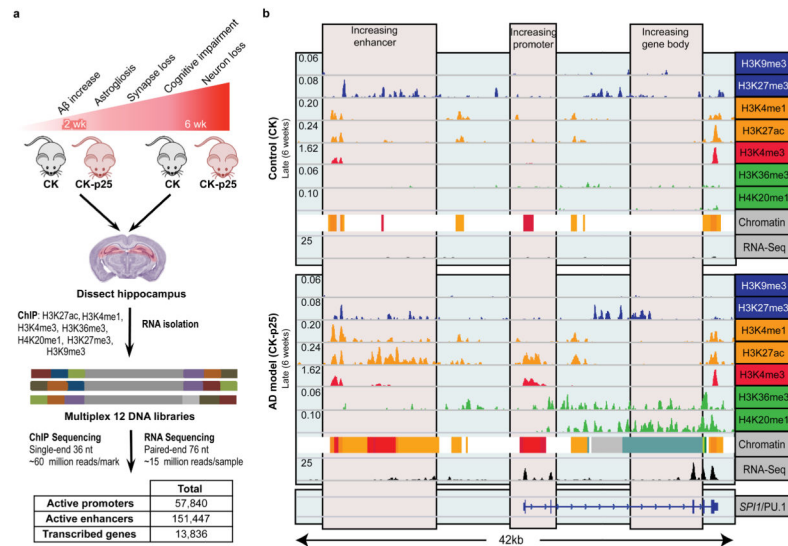 a
Aβ increase
Astrogliosis
Synapse loss
Cognitive impairment
Neuron loss
2 wk
6 wk
CK
CK-p25
CK
CK-p25
Dissect hippocampus
ChIP: H3K27ac, H3K4me1,
H3K4me3, H3K36me3,
H4K20me1, H3K27me3,
H3K9me3
RNA isolation
Multiplex 12 DNA libraries
ChIP Sequencing
Single-end 36 nt
~60 million reads/mark
RNA Sequencing
Paired-end 76 nt
~15 million reads/sample
Total
Active promoters 57,840
Active enhancers 151,447
Transcribed genes 13,836
b
Increasing
enhancer
Increasing
promoter
Increasing
gene body
Control (CK)
Late (6 weeks)
0.06 H3K9me3
0.08 H3K27me3
0.20 H3K4me1
0.24 H3K27ac
1.62 H3K4me3
0.06 H3K36me3
0.10 H4K20me1
Chromatin
25 RNA-Seq
AD model (CK-p25)
Late (6 weeks)
0.06 H3K9me3
0.08 H3K27me3
0.20 H3K4me1
0.24 H3K27ac
1.62 H3K4me3
0.06 H3K36me3
0.10 H4K20me1
Chromatin
25 RNA-Seq
SPI1/PU.1
42kb